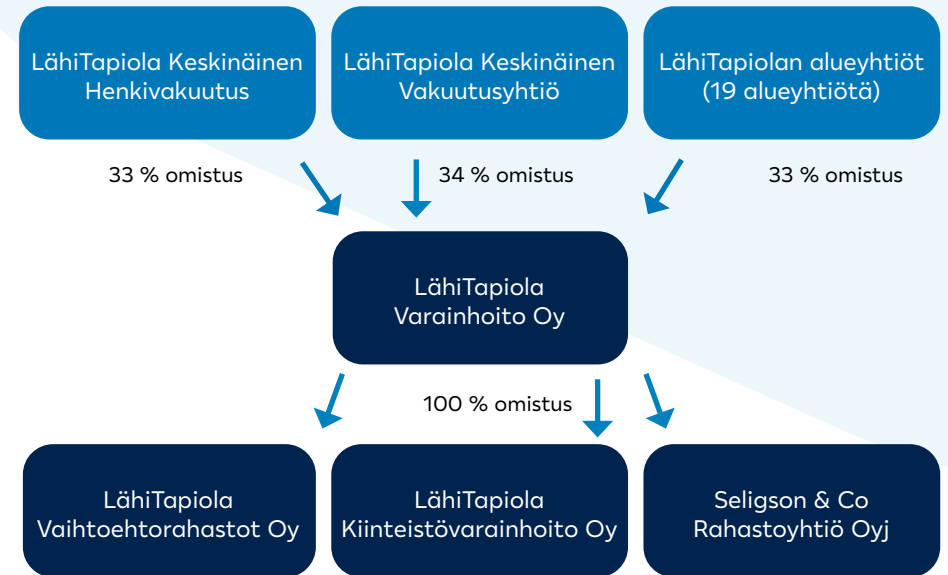 LähiTapiola Keskinäinen
Henkivakuutus
LähiTapiola Keskinäinen
Vakuutusyhtiö
LähiTapiolan alueyhtiöt
(19 alueyhtiötä)
33 % omistus
34 % omistus
33 % omistus
LähiTapiola
Varainhoito Oy
100 % omistus
LähiTapiola
Vaihtoehtorahastot Oy
LähiTapiola
Kiinteistövarainhoito Oy
Seligson & Co
Rahastoyhtiö Oyj